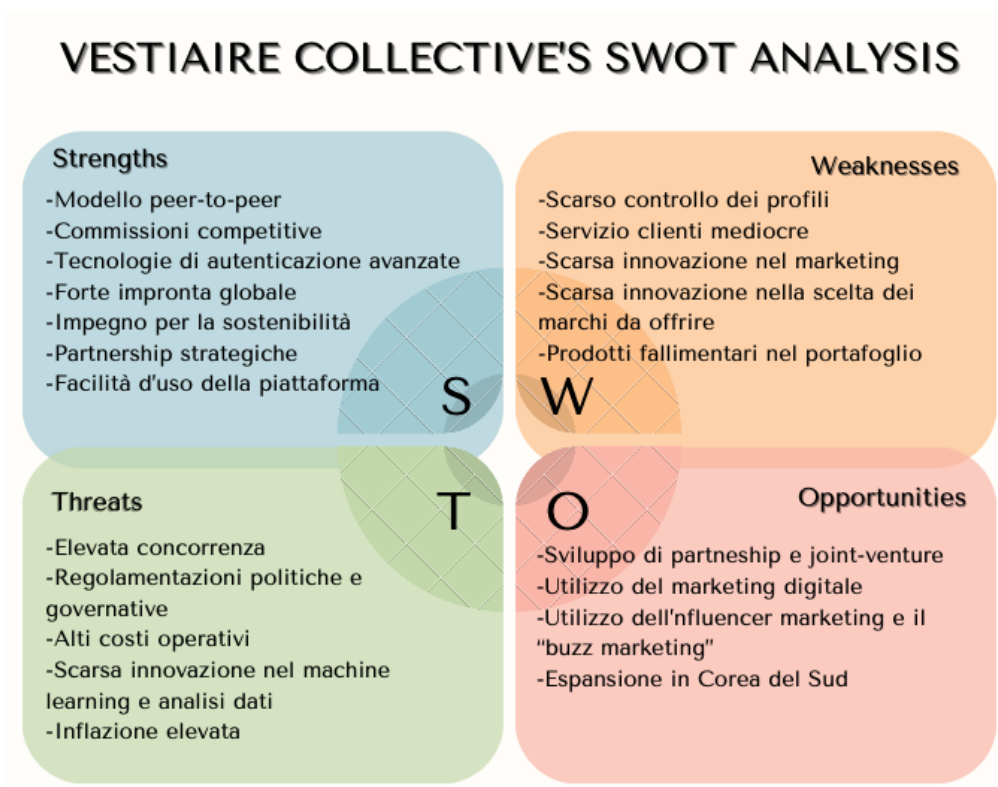 VESTIAIRE COLLECTIVE'S SWOT ANALYSIS
Strengths
-Modello peer-to-peer
-Commissioni competitive
-Tecnologie di autenticazione avanzate
-Forte impronta globale
-Impegno per la sostenibilità
-Partnership strategiche
-Facilità d'uso della piattaforma
S
Weaknesses
-Scarso controllo dei profili
-Servizio clienti mediocre
-Scarsa innovazione nel marketing
-Scarsa innovazione nella scelta dei
marchi da offrire
-Prodotti fallimentari nel portafoglio
W
Threats
-Elevata concorrenza
-Regolamentazioni politiche e
governative
-Alti costi operativi
-Scarsa innovazione nel machine
learning e analisi dati
-Inflazione elevata
T
Opportunities
O
-Sviluppo di partneship e joint-venture
-Utilizzo del marketing digitale
-Utilizzo dell'nfluencer marketing e il
“buzz marketing”
-Espansione in Corea del Sud